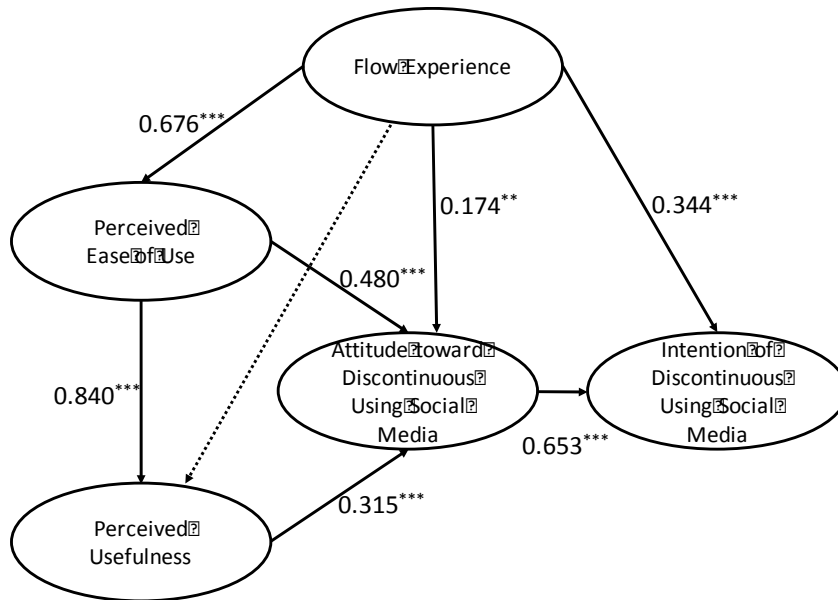 Flow�Experience
0.676***
0.174**
0.344***
Perceived�
Ease�of�Use
0.480***
0.840***
Attitude�toward�
Discontinuous�
Using�Social�
Media
Intention�of�
Discontinuous�
Using�Social�
Media
0.653***
0.315***
Perceived�
Usefulness